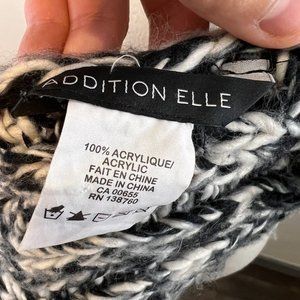 ADDITION ELLE
100% ACRYLIQUE/
ACRYLIC
FAIT EN CHINE
MADE IN CHINA
CA 00655
RN 138760